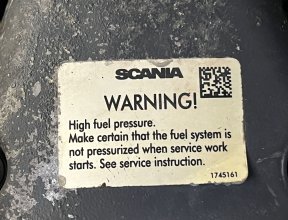 SCANIA
WARNING!
High fuel pressure.
Make certain that the fuel system is
not pressurized when service work
starts. See service instruction.
1745161